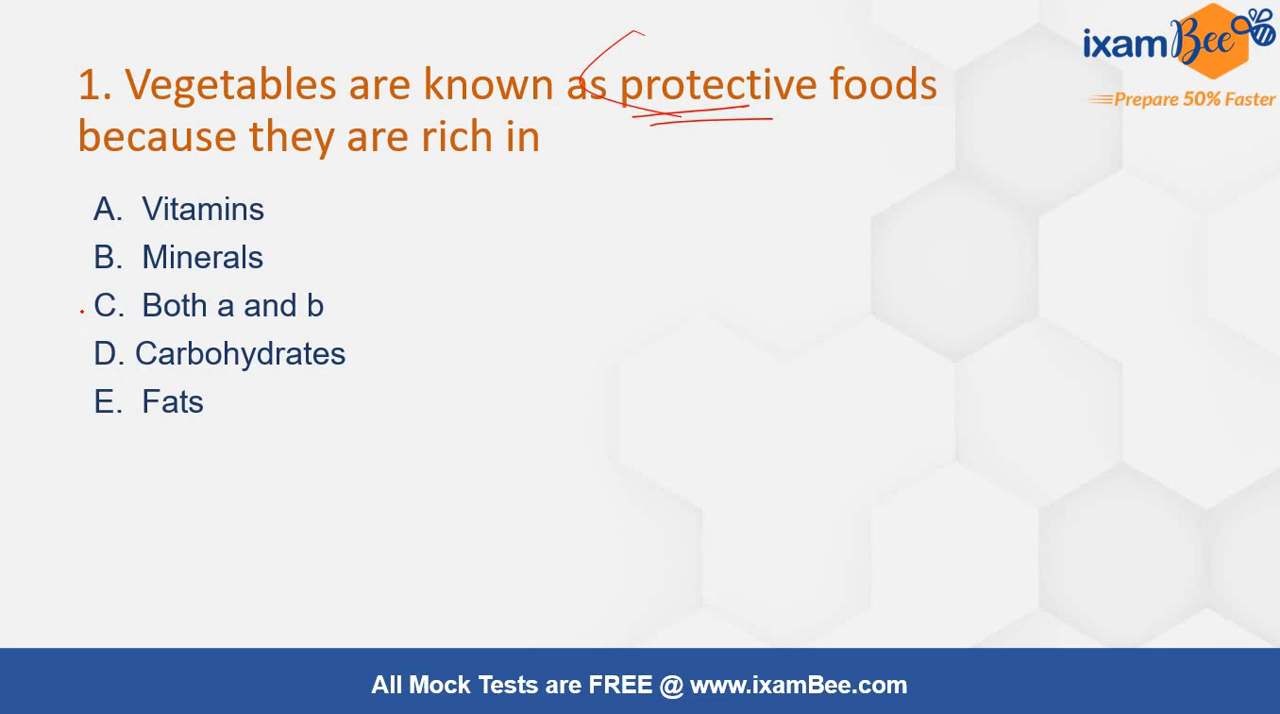 ixamBee
Prepare 50% Faster
1. Vegetables are known as protective foods
because they are rich in
A. Vitamins
B. Minerals
C. Both a and b
D. Carbohydrates
E. Fats
All Mock Tests are FREE @ www.ixamBee.com